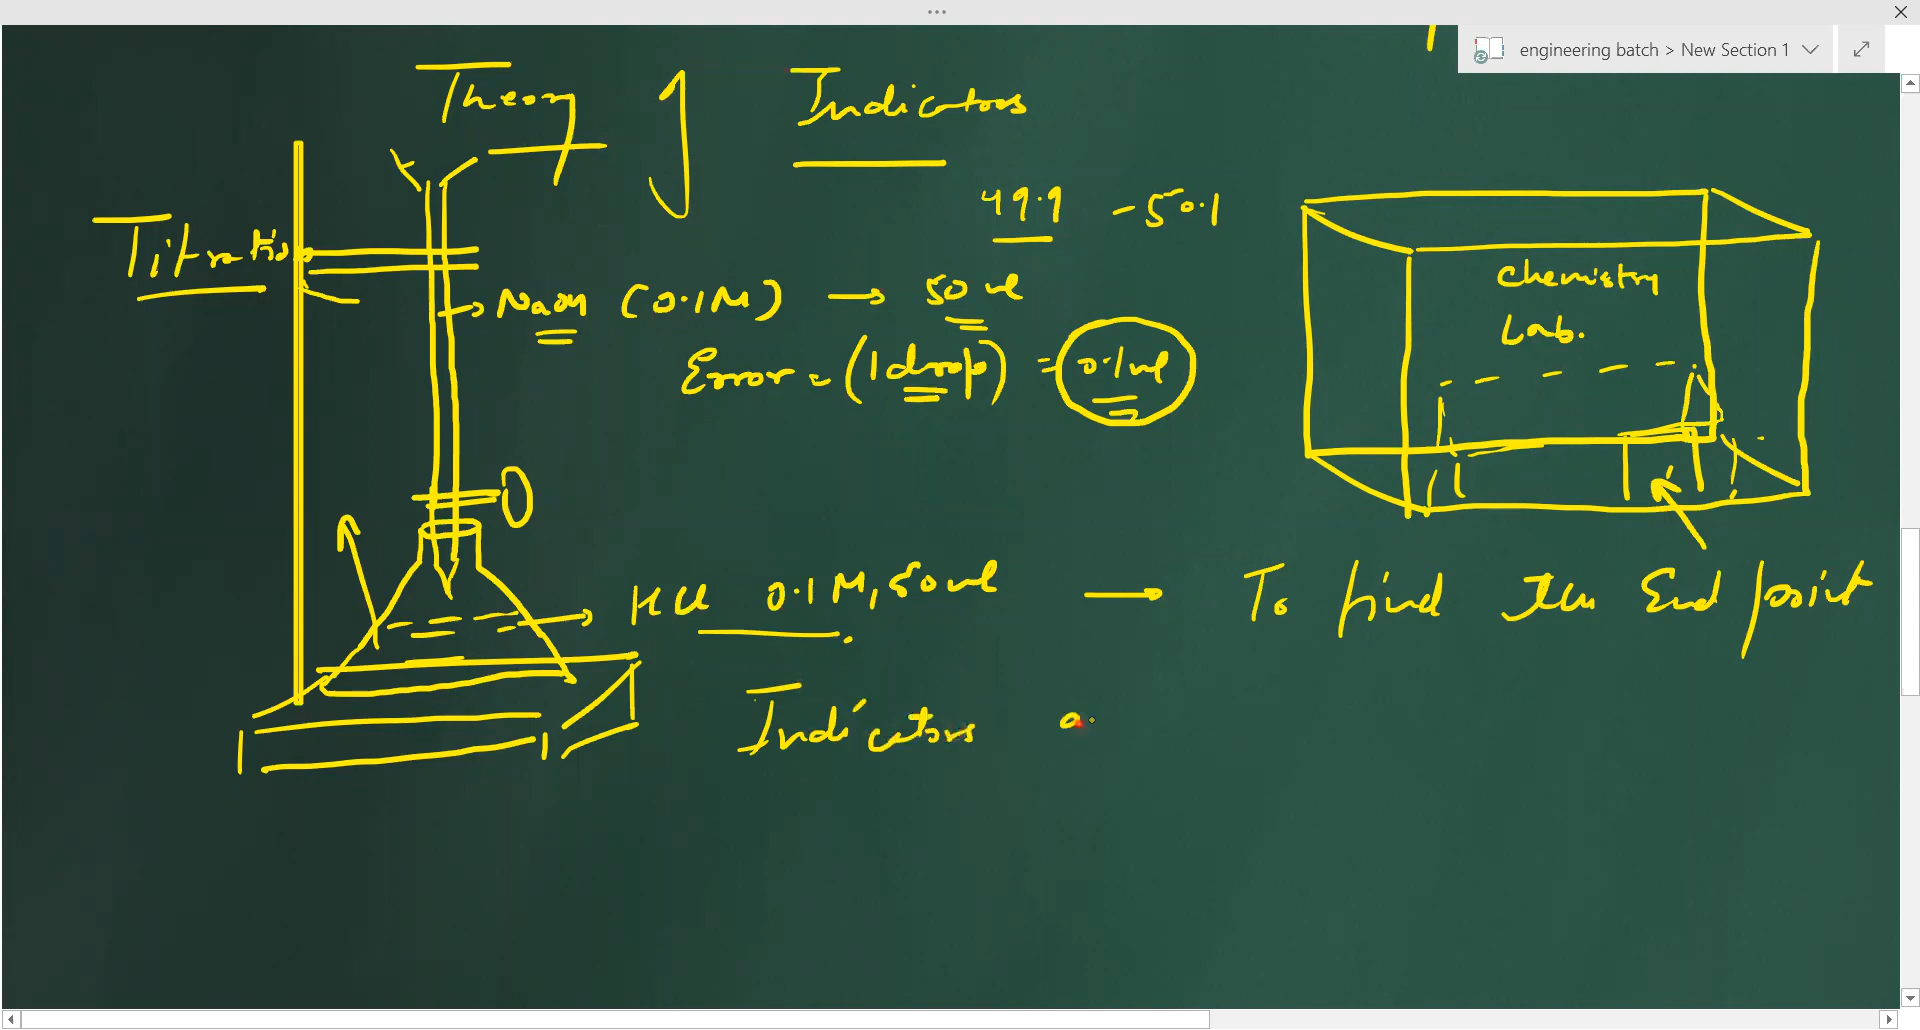 engineering batch > New Section 1
Theory of Indicators
Titration
49.9 - 50.1
NaOH (0.1M) → 50 ml
Error = (1 drop) = 0.1 ml
Chemistry
Lab.
HCl 0.1 M, 50 ml → To find the End point
Indicators